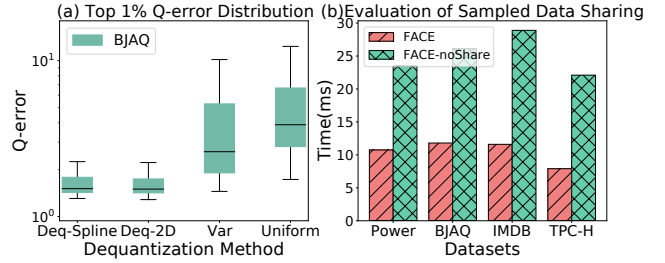 (a) Top 1% Q-error Distribution
BJAQ
Q-error
10¹
10⁰
Deq-Spline Deq-2D Var Uniform
Dequantization Method
(b)Evaluation of Sampled Data Sharing
FACE
FACE-noShare
Time(ms)
30
25
20
15
10
5
0
Power BJAQ IMDB TPC-H
Datasets